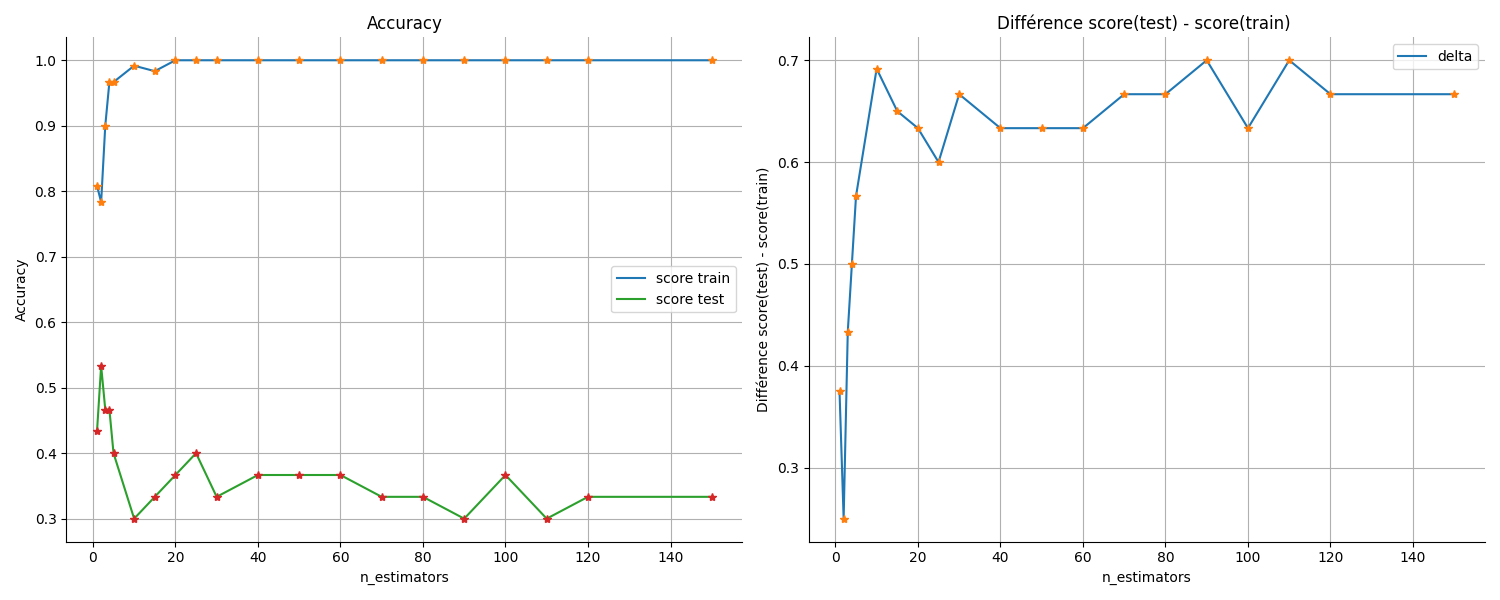 Accuracy
Accuracy
1.0
0.9
0.8
0.7
0.6
0.5
0.4
0.3
score train
score test
0 20 40 60 80 100 120 140
n_estimators
Différence score(test) - score(train)
Différence score(test) - score(train)
0.7
0.6
0.5
0.4
0.3
delta
0 20 40 60 80 100 120 140
n_estimators